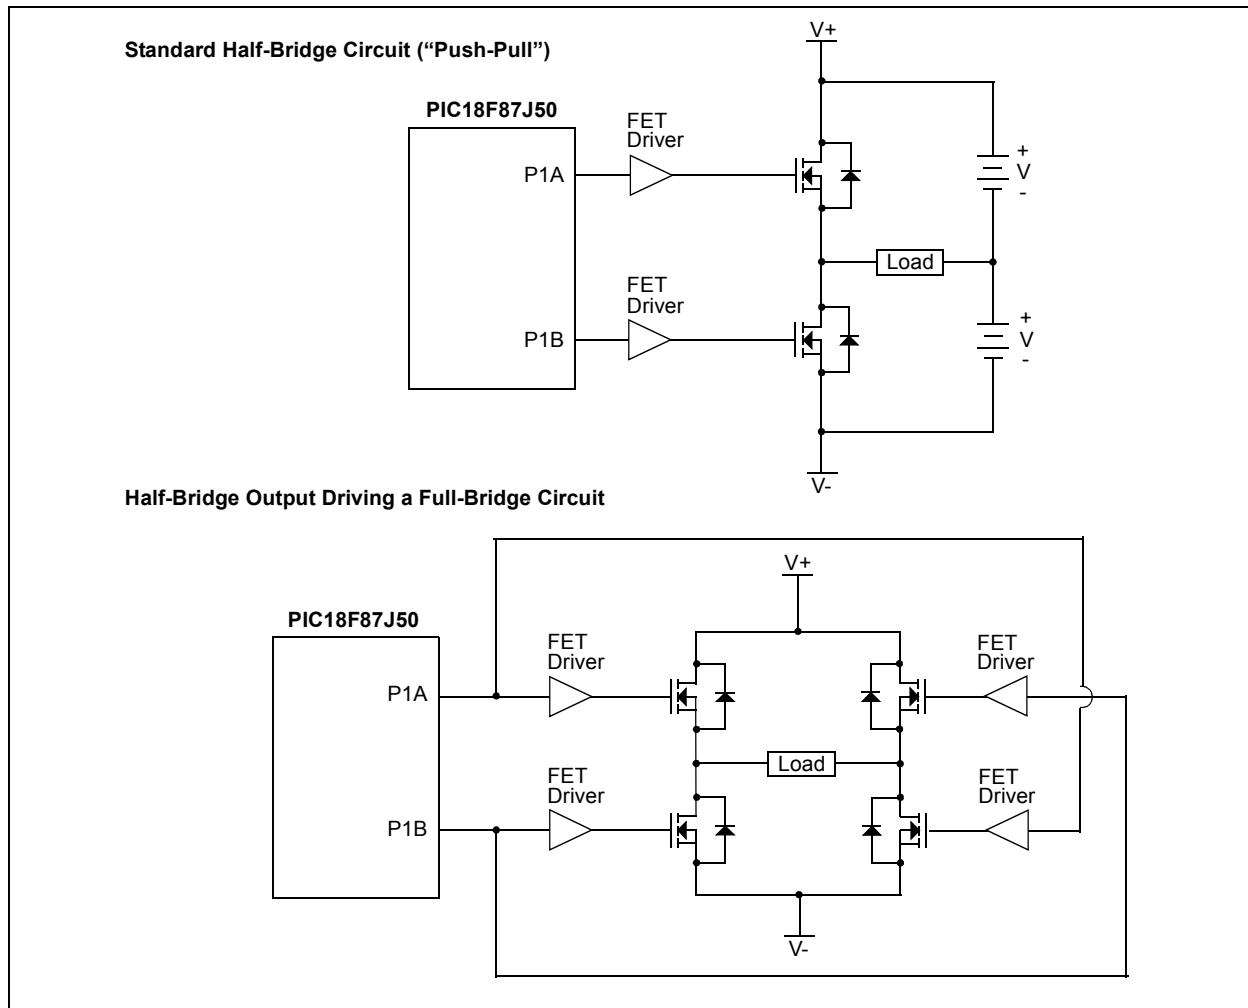 Standard Half-Bridge Circuit (“Push-Pull”)
V+
PIC18F87J50
FET
Driver
P1A
+
V
-
Load
FET
Driver
P1B
+
V
-
V-
Half-Bridge Output Driving a Full-Bridge Circuit
V+
PIC18F87J50
FET
Driver
FET
Driver
P1A
Load
FET
Driver
FET
Driver
P1B
V-